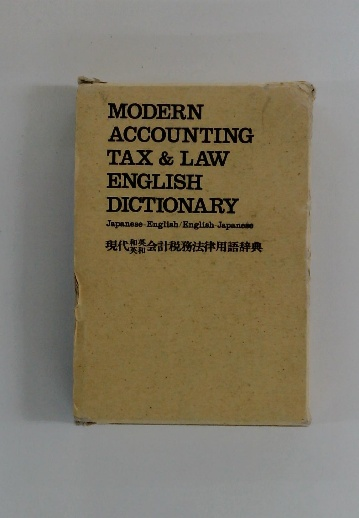 MODERN
ACCOUNTING
TAX & LAW
ENGLISH
DICTIONARY
Japanese-English/English-Japanese
現代和英英和会計税務法律用語辞典